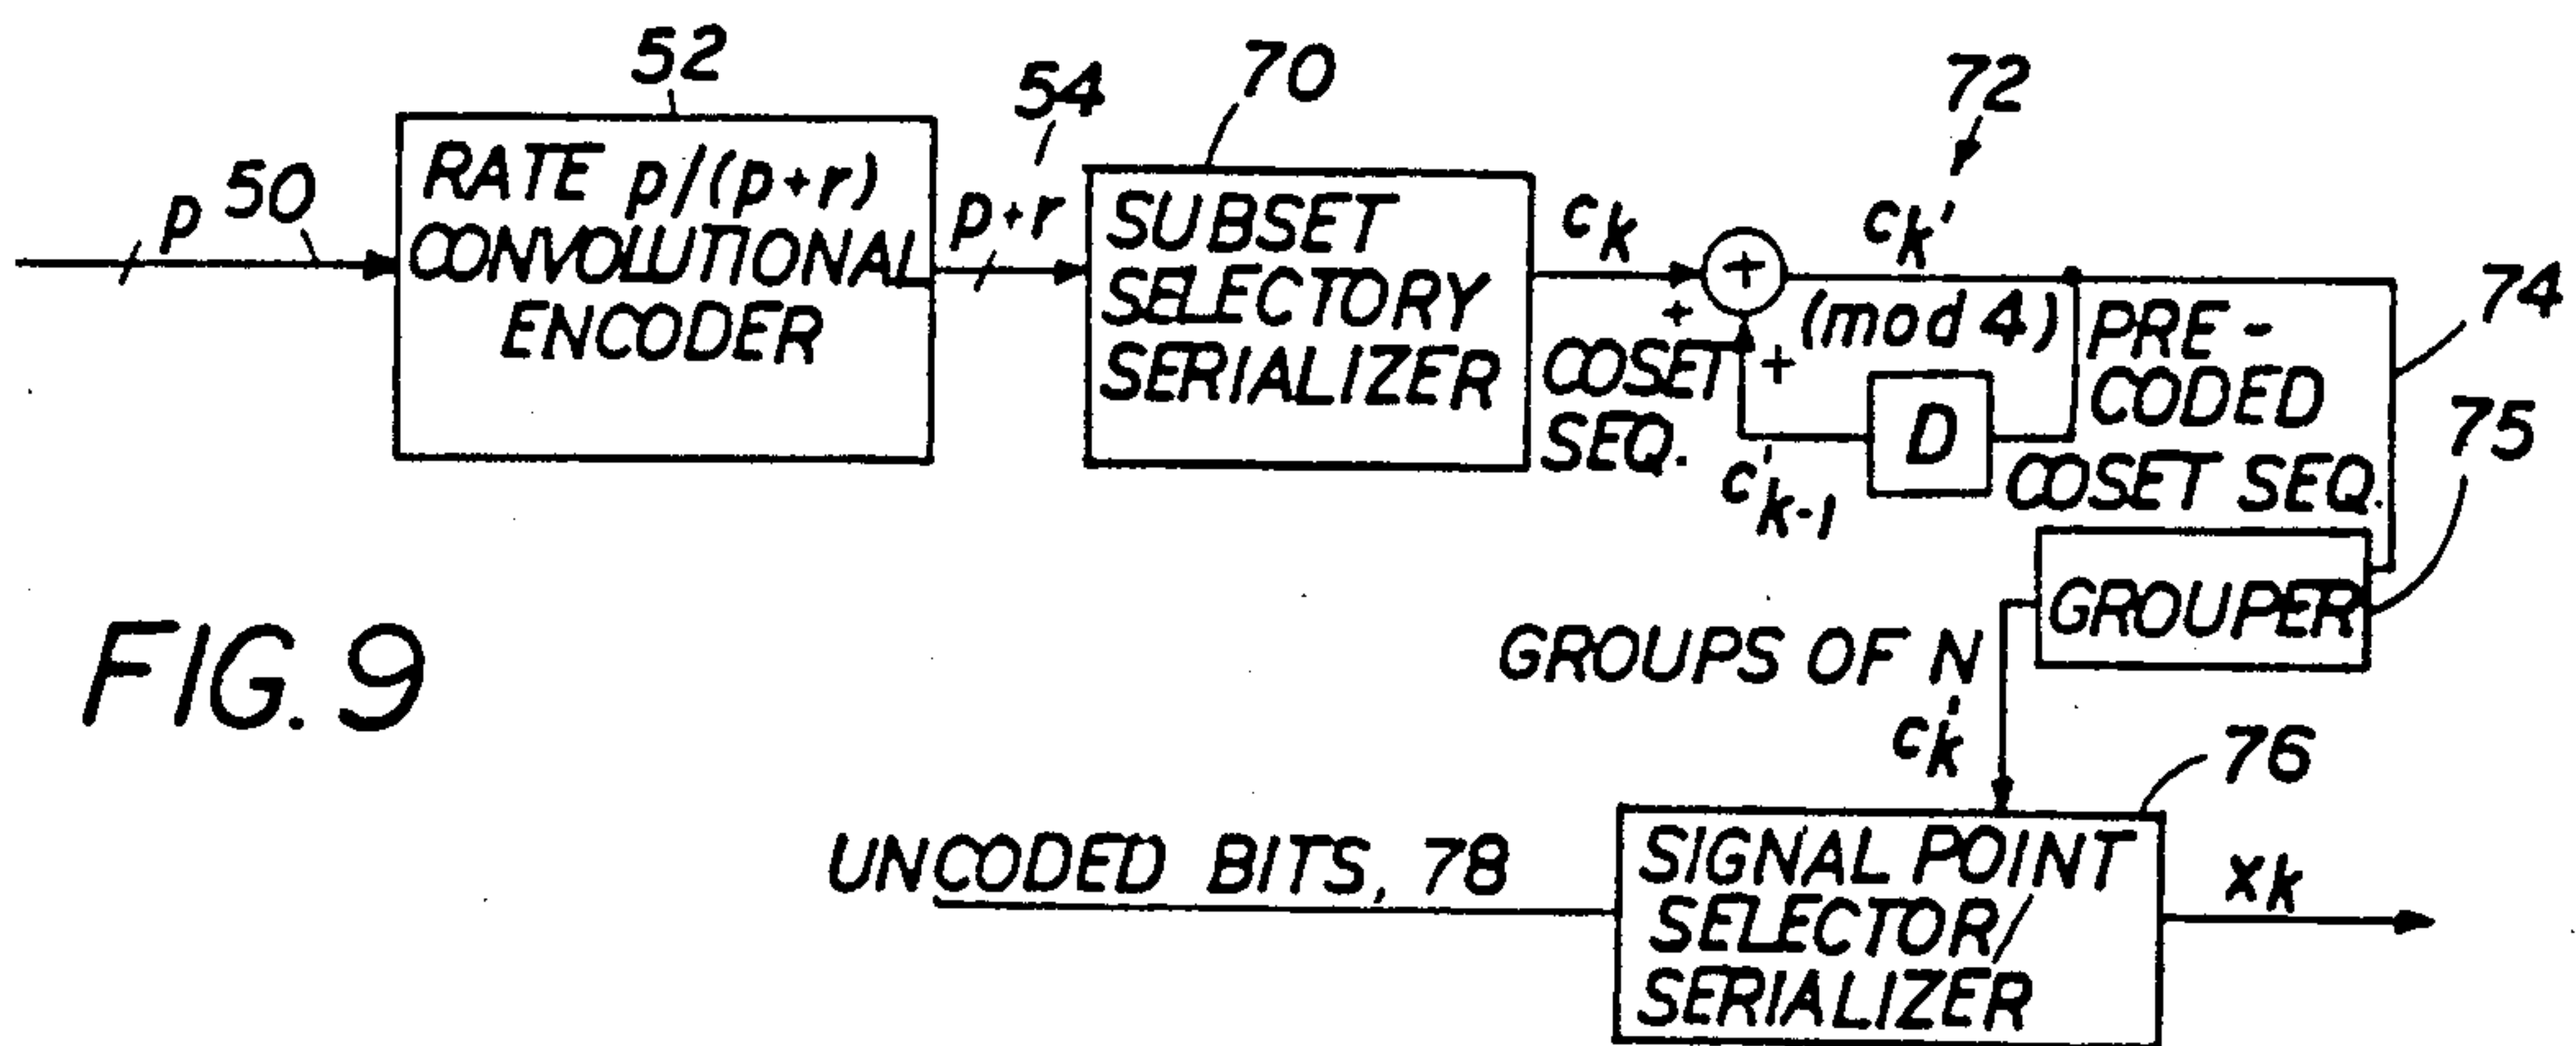 52
54
70
72
p 50
RATE p/(p+r)
CONVOLUTIONAL
ENCODER
p+r
SUBSET
SELECTORY
SERIALIZER
ck
+
COSET
SEQ.
+
+
ck'
(mod 4)
D
c'k-1
PRE-
CODED
COSET SEQ.
74
75
GROUPER
GROUPS OF N
c'k
76
UNCODED BITS, 78
SIGNAL POINT
SELECTOR/
SERIALIZER
xk
FIG. 9